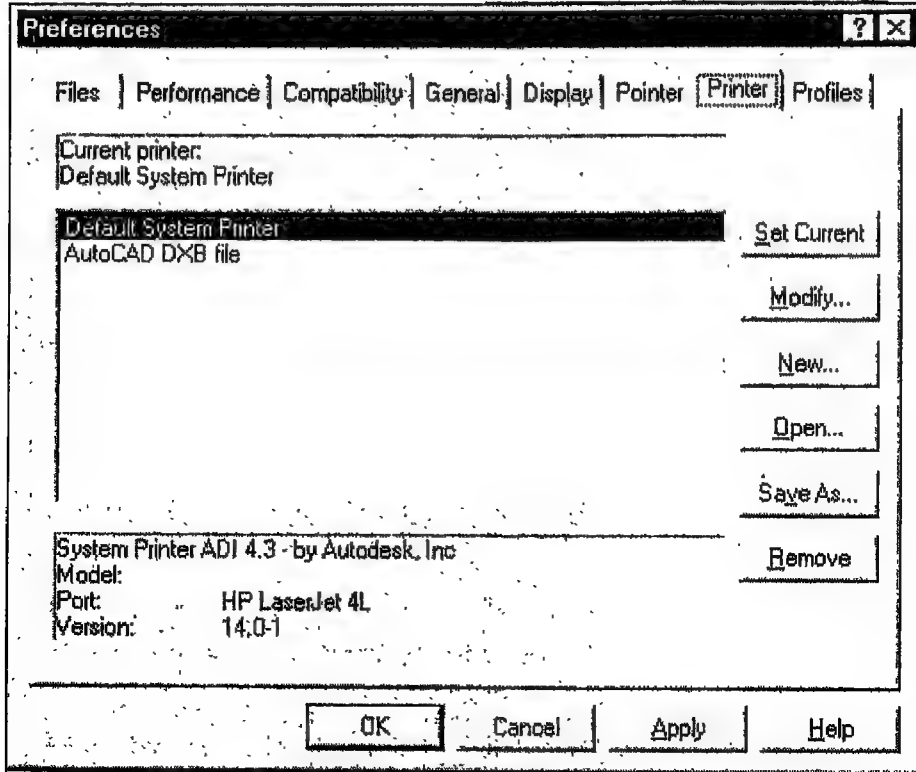 Preferences ? ×
Files Performance Compatibility General Display Pointer Printer Profiles
Current printer:
Default System Printer
Default System Printer
AutoCAD DXB file
Set Current
Modify...
New...
Open...
Save As...
Remove
System Printer ADI 4.3 - by Autodesk, Inc
Model:
Port: HP LaserJet 4L
Version: 14.0-1
OK Cancel Apply Help